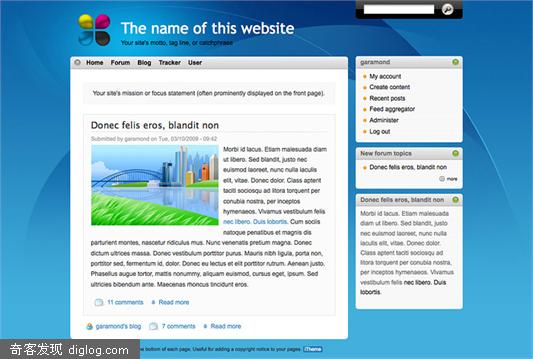 The name of this website
Your site's motto, tag line, or catchphrase
Home Forum Blog Tracker User
Your site's mission or focus statement (often prominently displayed on the front page).
Donec felis eros, blandit non
Submitted by garamond on Tue, 03/10/2009 - 09:42
Morbi id lacus. Etiam malesuada diam
ut libero. Sed blandit, justo nec
euismod laoreet, nunc nulla iaculis
elit, vitae. Donec dolor. Class aptent
taciti sociosqu ad litora torquent per
conubia nostra, per inceptos
hymenaeos. Vivamus vestibulum felis
nec libero. Duis lobortis. Cum sociis
natoque penatibus et magnis dis
parturient montes, nascetur ridiculus mus. Nunc venenatis pretium magna. Donec
dictum ultrices massa. Donec vestibulum porttitor purus. Mauris nibh ligula, porta non,
porttitor sed, fermentum id, dolor. Donec eu lectus et elit porttitor rutrum. Aenean justo.
Phasellus augue tortor, mattis nonummy, aliquam euismod, cursus eget, ipsum. Sed
ultricies bibendum ante. Maecenas rhoncus tincidunt eros.
11 comments Read more
garamond's blog 7 comments Read more
garamond
My account
Create content
Recent posts
Feed aggregator
Administer
Log out
New forum topics
Donec felis eros, blandit non
more
Donec felis eros, blandit non
Morbi id lacus. Etiam malesuada
diam ut libero. Sed blandit, justo
nec euismod laoreet, nunc nulla
iaculis elit, vitae. Donec dolor.
Class aptent taciti sociosqu ad
litora torquent per conubia nostra,
per inceptos hymenaeos. Vivamus
vestibulum felis nec libero. Duis
lobortis.
bottom of each page. Useful for adding a copyright notice to your pages.
奇客发现 diglog.com